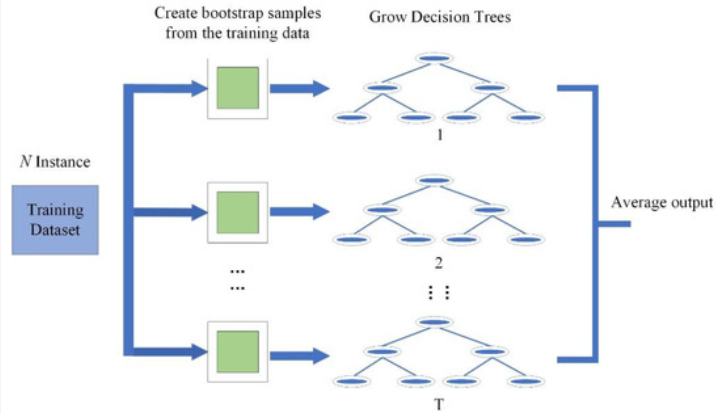 Create bootstrap samples
from the training data
Grow Decision Trees
1
N Instance
Training
Dataset
Average output
2
...
...
T